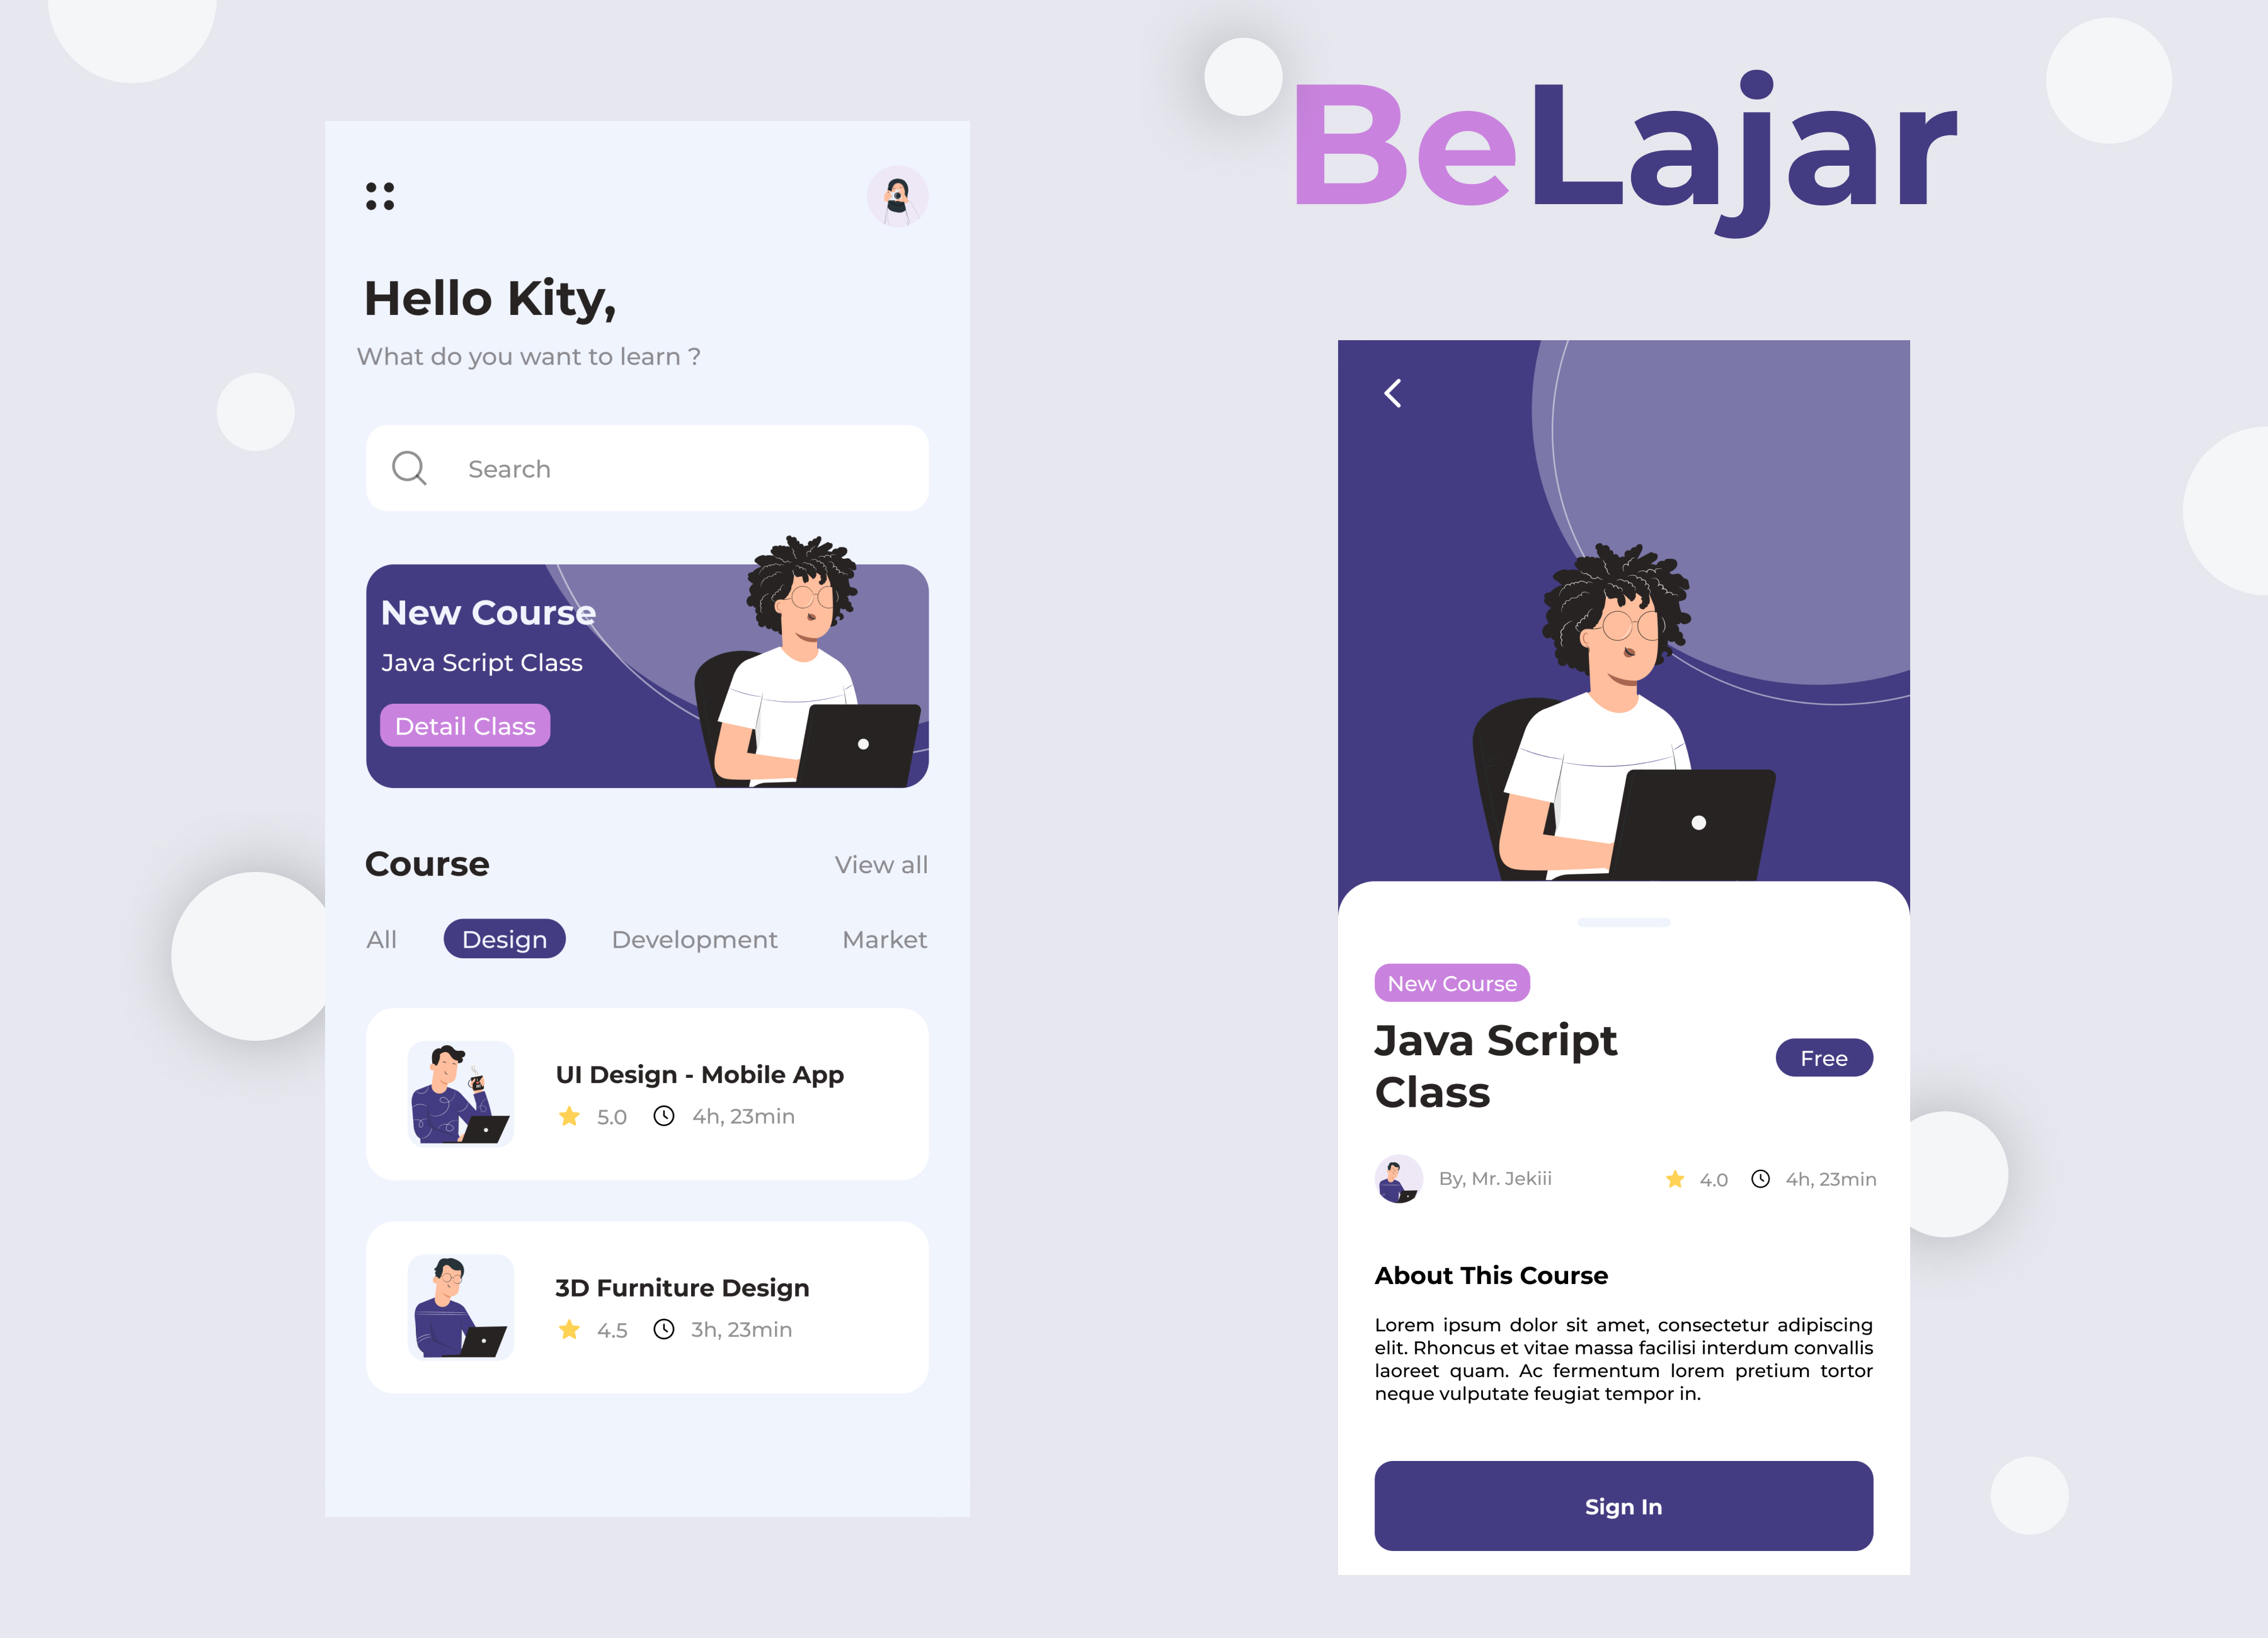 BeLajar
Hello Kity,
What do you want to learn ?
Search
New Course
Java Script Class
Detail Class
Course
View all
All
Design
Development
Market
UI Design - Mobile App
5.0
4h, 23min
3D Furniture Design
4.5
3h, 23min
New Course
Java Script
Class
Free
By, Mr. Jekiii
4.0
4h, 23min
About This Course
Lorem ipsum dolor sit amet, consectetur adipiscing
elit. Rhoncus et vitae massa facilisi interdum convallis
laoreet quam. Ac fermentum lorem pretium tortor
neque vulputate feugiat tempor in.
Sign In